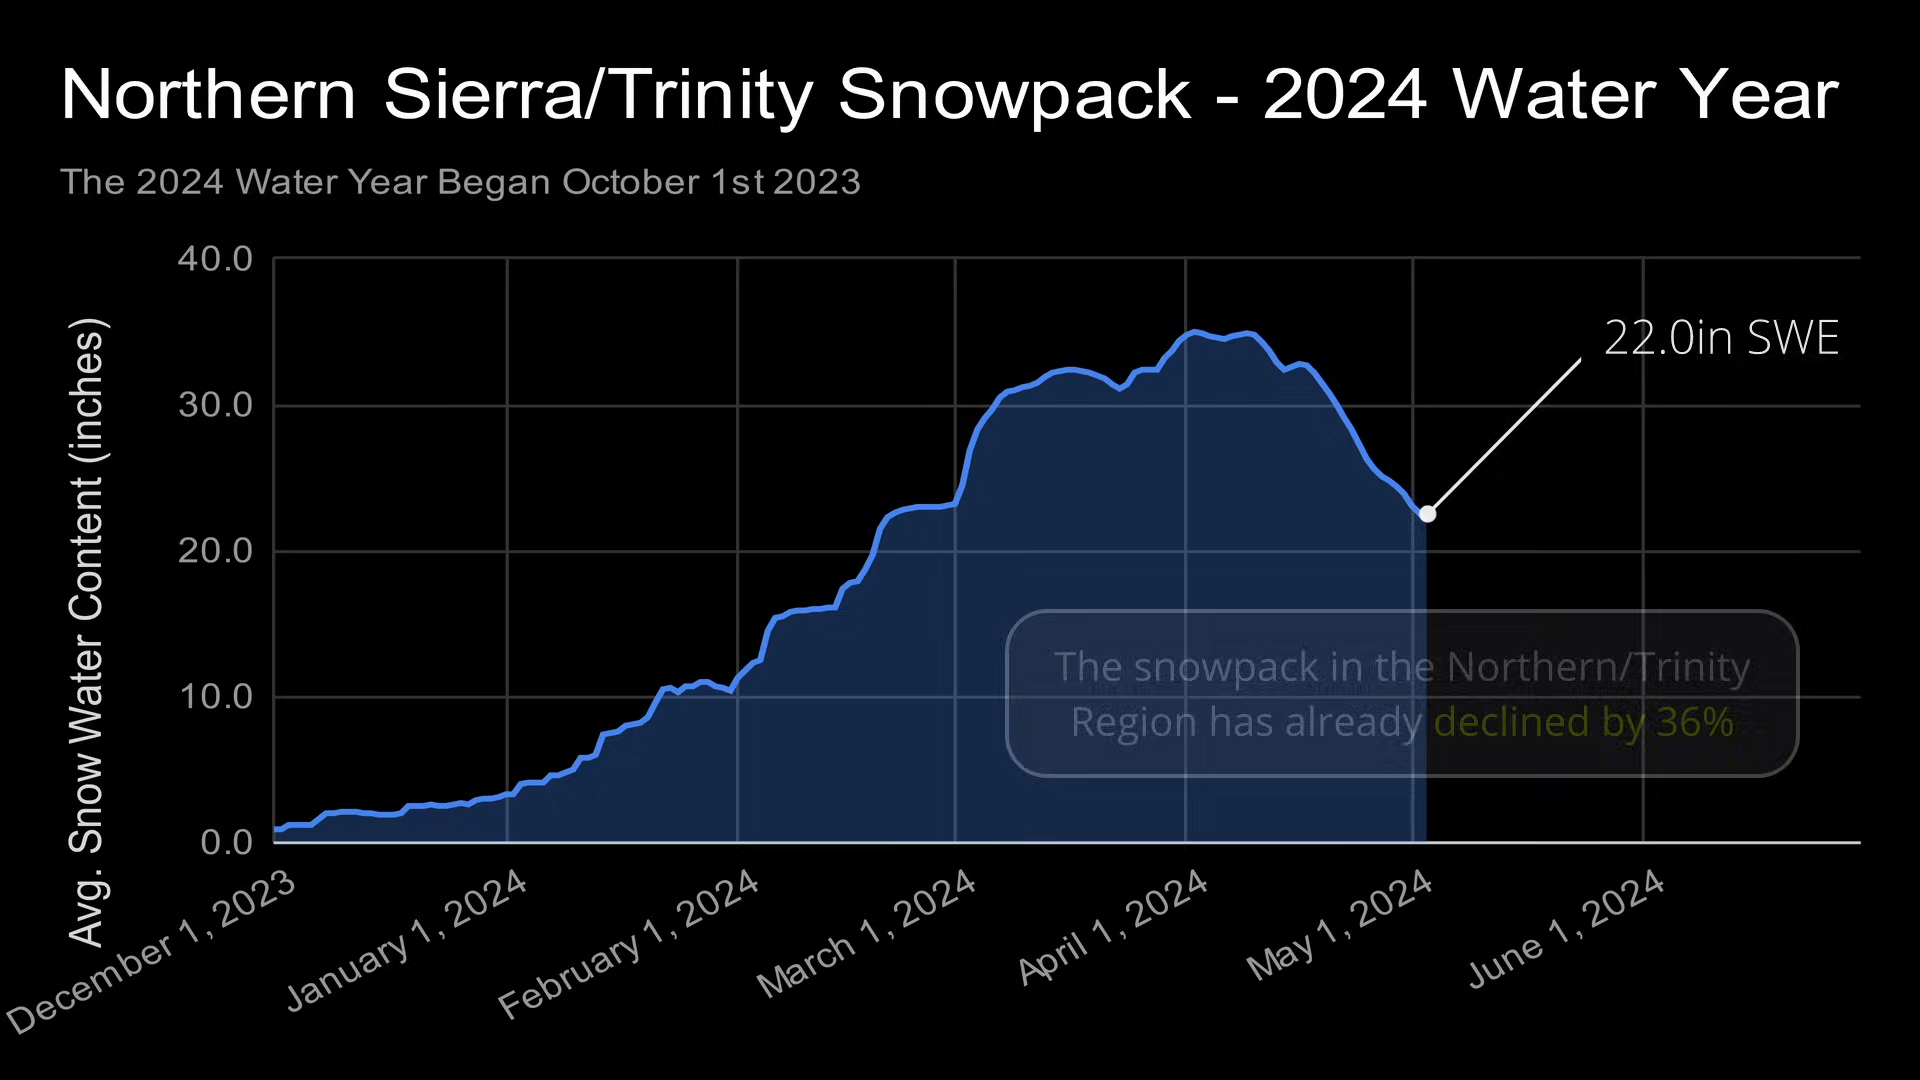 Northern Sierra/Trinity Snowpack - 2024 Water Year
The 2024 Water Year Began October 1st 2023
Avg. Snow Water Content (inches)
40.0
30.0
20.0
10.0
0.0
22.0in SWE
The snowpack in the Northern/Trinity
Region has already declined by 36%
December 1, 2023
January 1, 2024
February 1, 2024
March 1, 2024
April 1, 2024
May 1, 2024
June 1, 2024